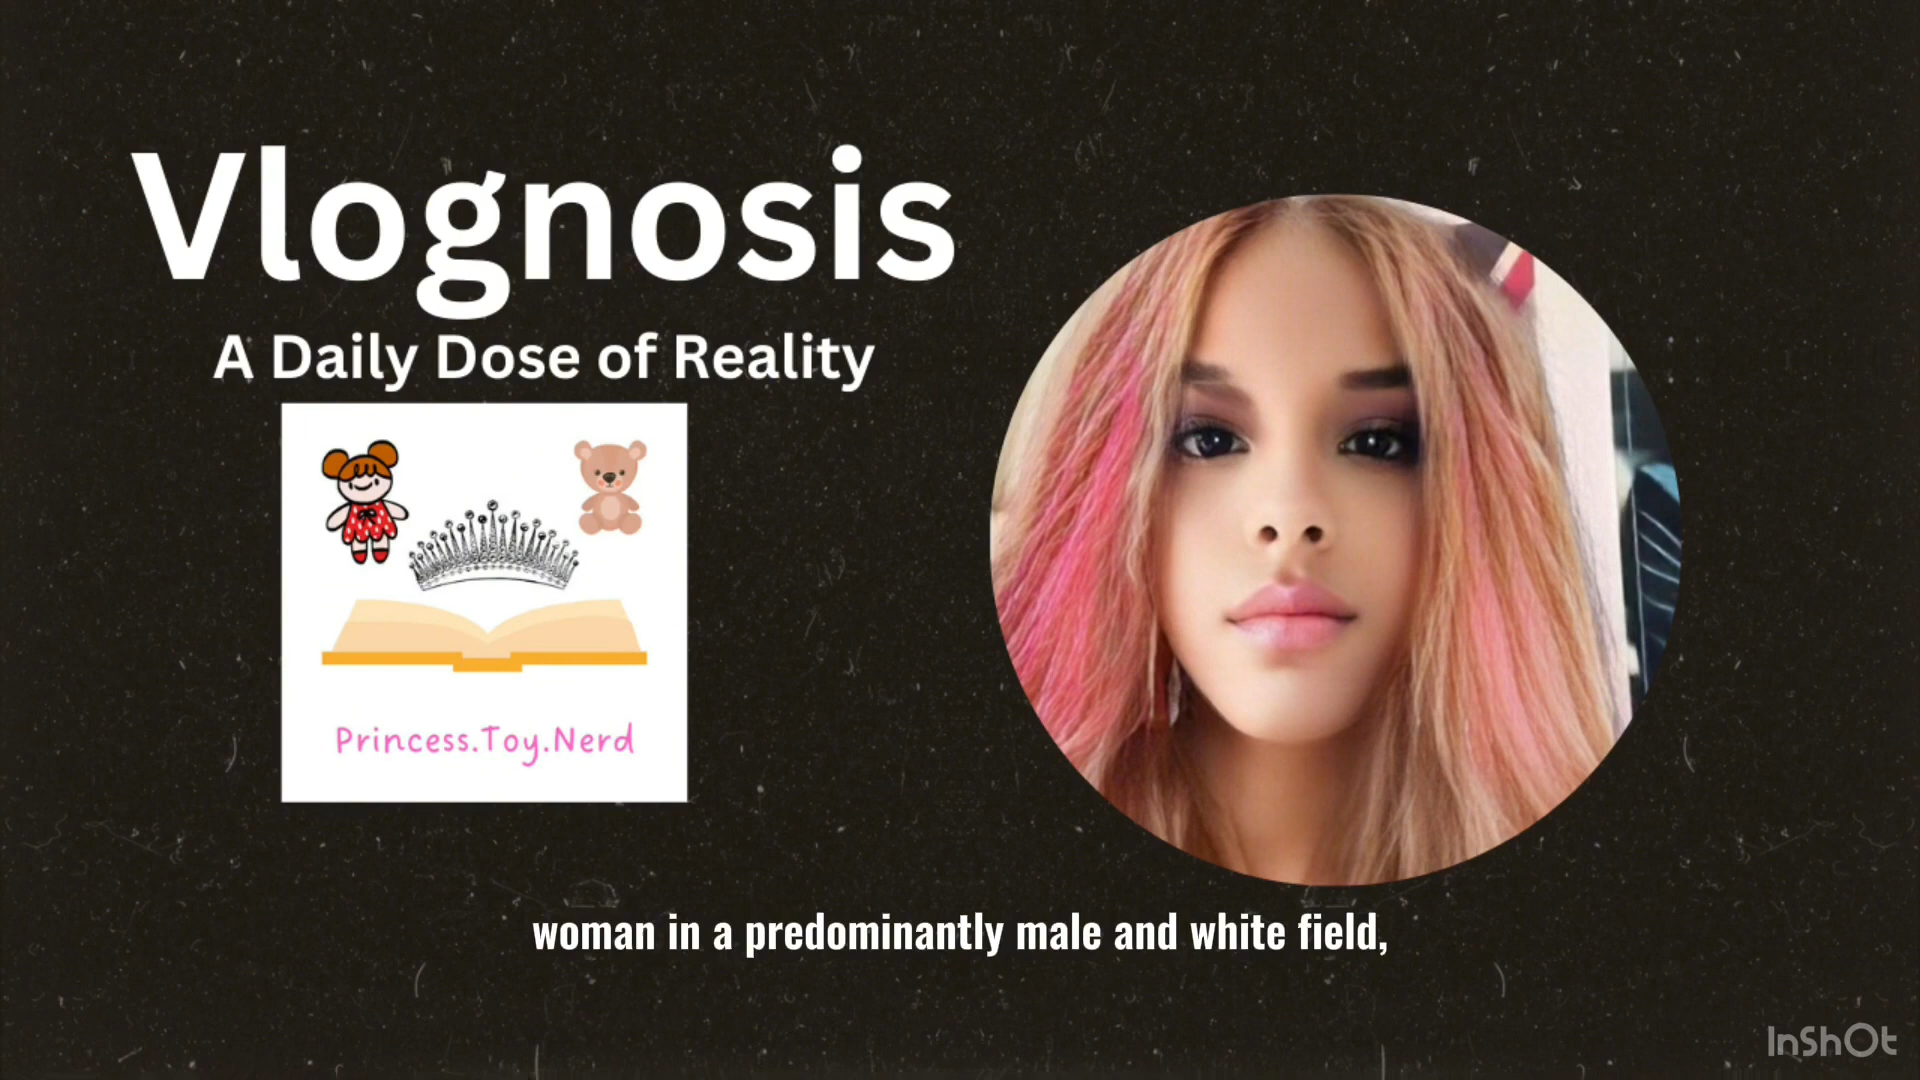 Vlognosis
A Daily Dose of Reality
Princess.Toy.Nerd
woman in a predominantly male and white field,
InShOt